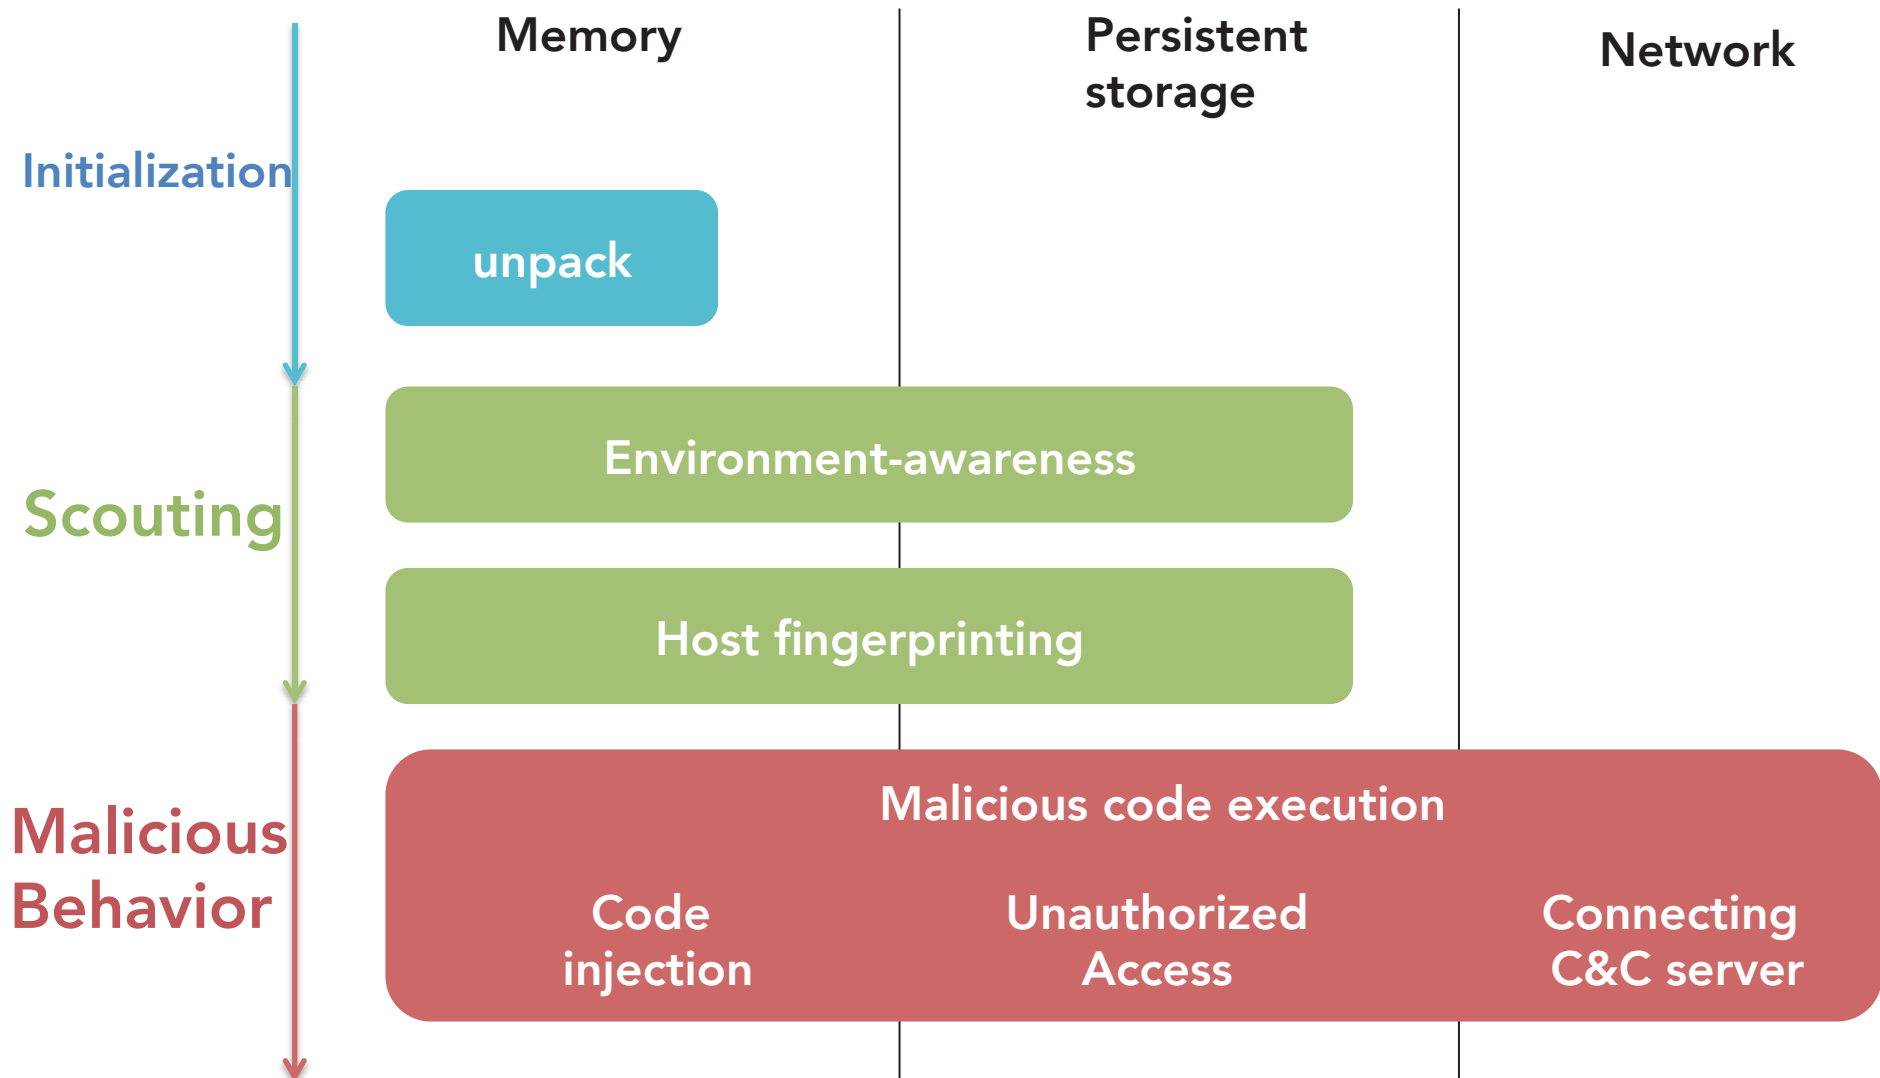 Memory
Persistent
storage
Network
Initialization
unpack
Environment-awareness
Scouting
Host fingerprinting
Malicious code execution
Malicious
Behavior
Code
injection
Unauthorized
Access
Connecting
C&C server